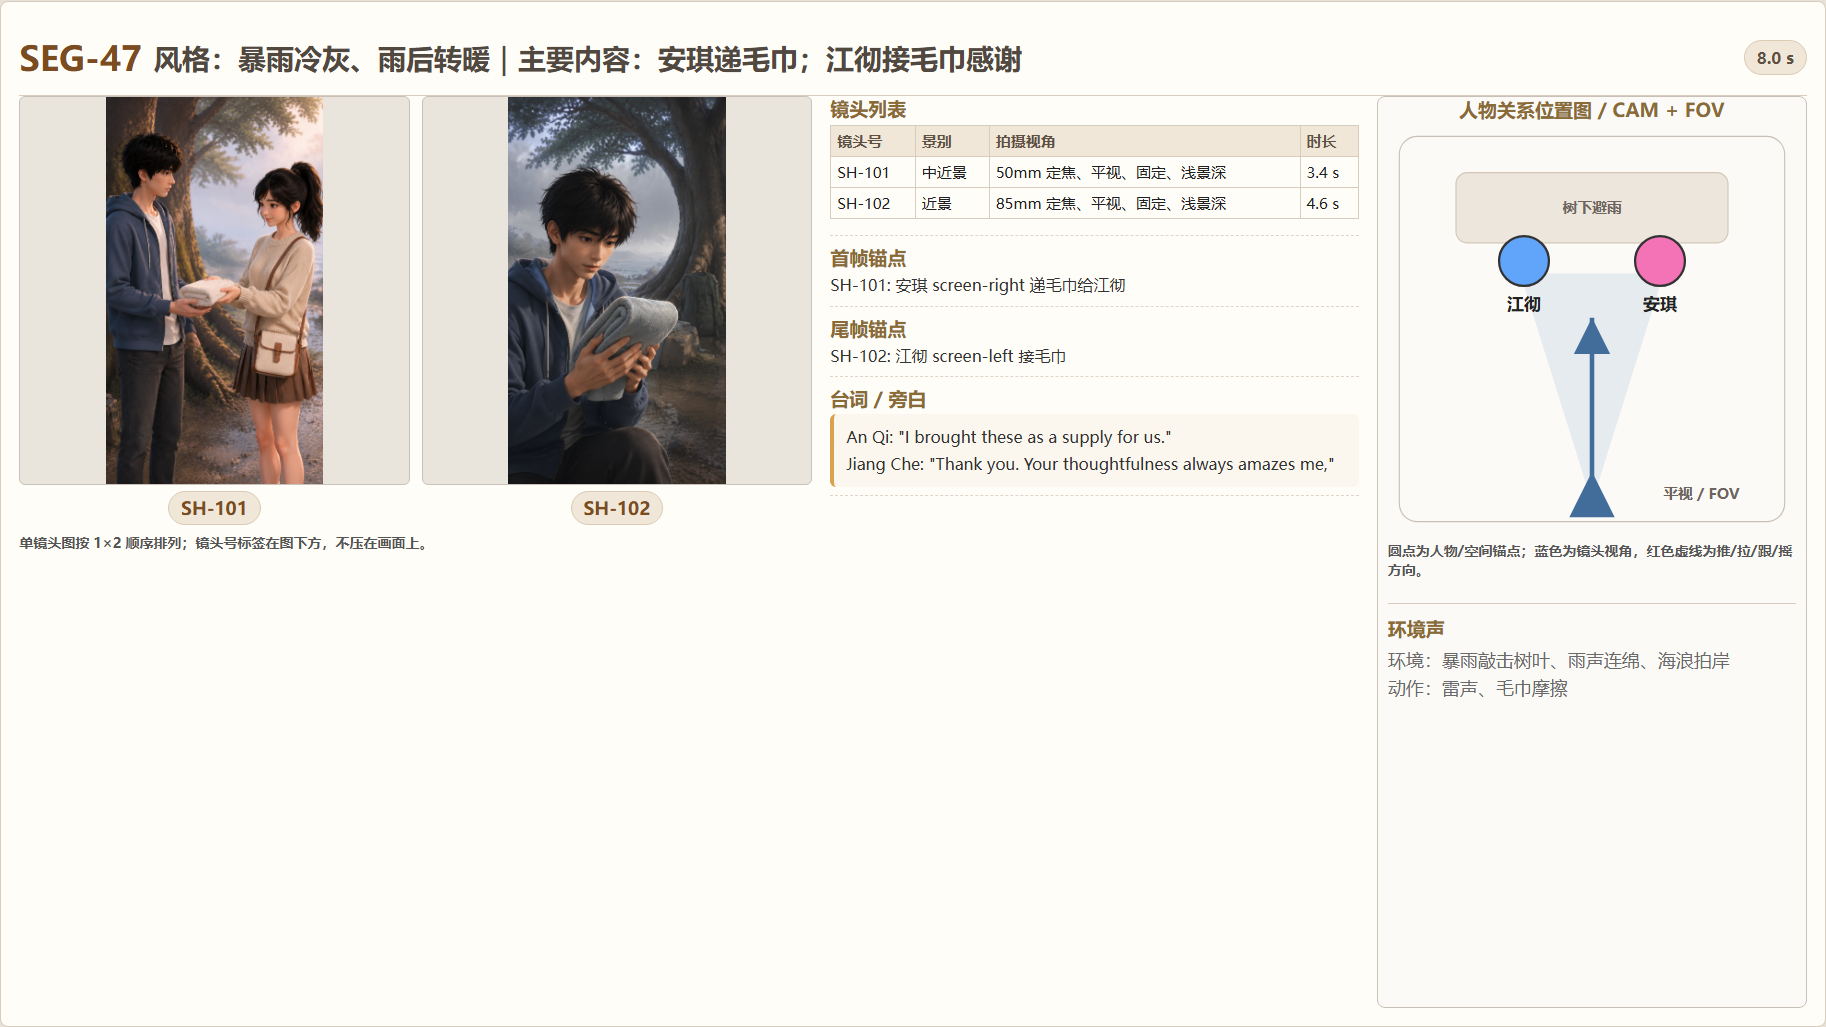 SEG-47 风格：暴雨冷灰、雨后转暖 | 主要内容：安琪递毛巾；江彻接毛巾感谢
8.0 s
SH-101
SH-102
单镜头图按 1×2 顺序排列；镜头号标签在图下方，不压在画面上。
镜头列表
镜头号 景别 拍摄视角 时长
SH-101 中近景 50mm 定焦、平视、固定、浅景深 3.4 s
SH-102 近景 85mm 定焦、平视、固定、浅景深 4.6 s
首帧锚点
SH-101: 安琪 screen-right 递毛巾给江彻
尾帧锚点
SH-102: 江彻 screen-left 接毛巾
台词 / 旁白
An Qi: "I brought these as a supply for us."
Jiang Che: "Thank you. Your thoughtfulness always amazes me,"
人物关系位置图 / CAM + FOV
树下避雨
江彻
安琪
平视 / FOV
圆点为人物/空间锚点；蓝色为镜头视角，红色虚线为推/拉/跟/摇
方向。
环境声
环境：暴雨敲击树叶、雨声连绵、海浪拍岸
动作：雷声、毛巾摩擦